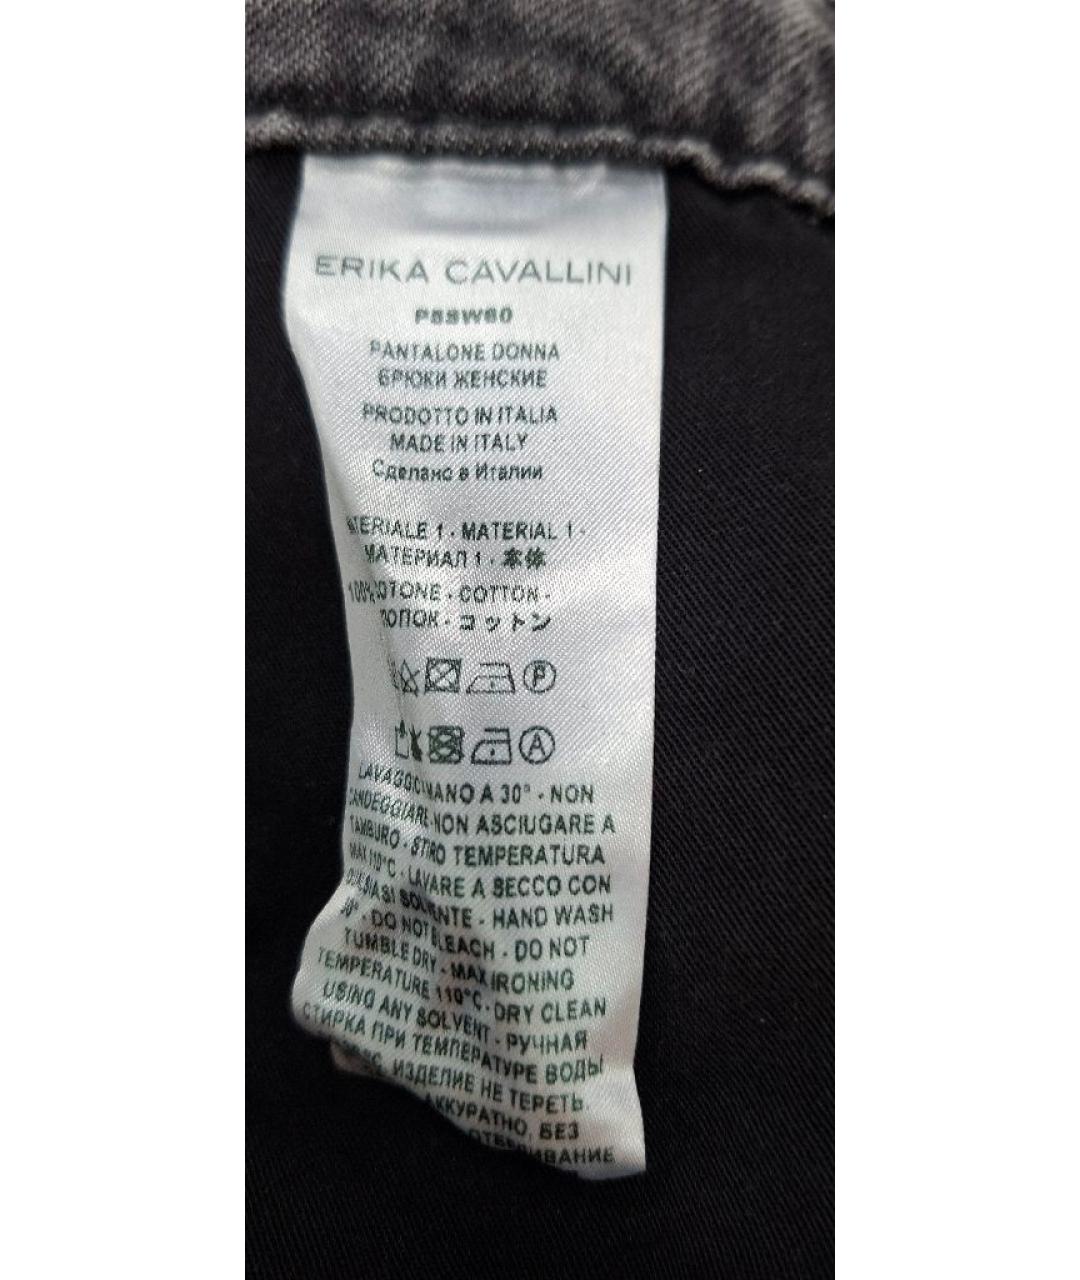 ERIKA CAVALLINI
PANTALONE DONNA
БРЮКИ ЖЕНСКИЕ
PRODOTTO IN ITALIA
MADE IN ITALY
Сделано в Италии
TERIALE 1 - MATERIAL 1 -
МАТЕРИАЛ 1 - 本体
100% COTONE - COTTON -
ЛОПОК - コットン
P
A
LAVAGGIO MANO A 30° - NON
CANDEGGIARE - NON ASCIUGARE A
TAMBURO - STIRO TEMPERATURA
MAX 110°C - LAVARE A SECCO CON
QUALSIASI SOLVENTE - HAND WASH
30° - DO NOT BLEACH - DO NOT
TUMBLE DRY - MAX IRONING
TEMPERATURE 110°C - DRY CLEAN
USING ANY SOLVENT - РУЧНАЯ
СТИРКА ПРИ ТЕМПЕРАТУРЕ ВОДЫ
ИЗДЕЛИЕ НЕ ТЕРЕТЬ,
АККУРАТНО, БЕЗ